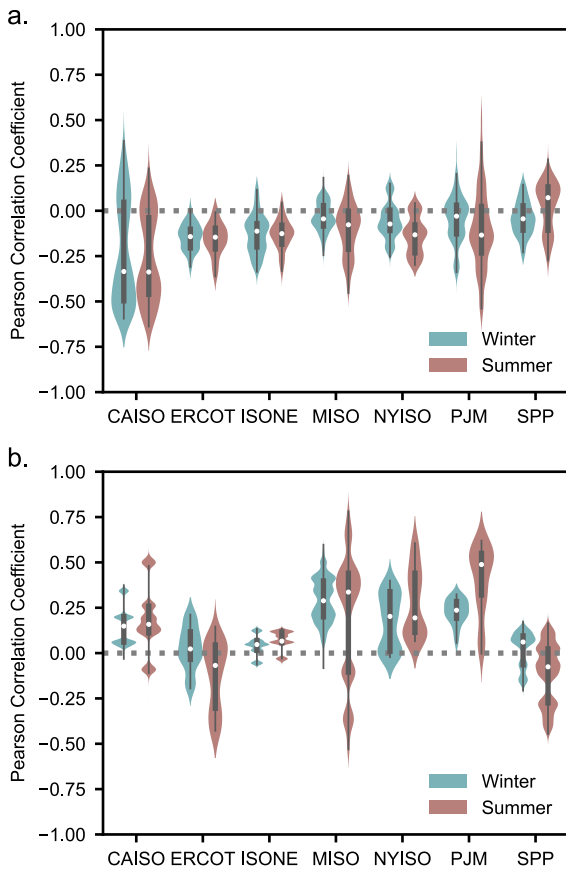 a.
Pearson Correlation Coefficient
1.00
0.75
0.50
0.25
0.00
−0.25
−0.50
−0.75
−1.00
Winter
Summer
CAISO ERCOT ISONE MISO NYISO PJM SPP
b.
Pearson Correlation Coefficient
1.00
0.75
0.50
0.25
0.00
−0.25
−0.50
−0.75
−1.00
Winter
Summer
CAISO ERCOT ISONE MISO NYISO PJM SPP